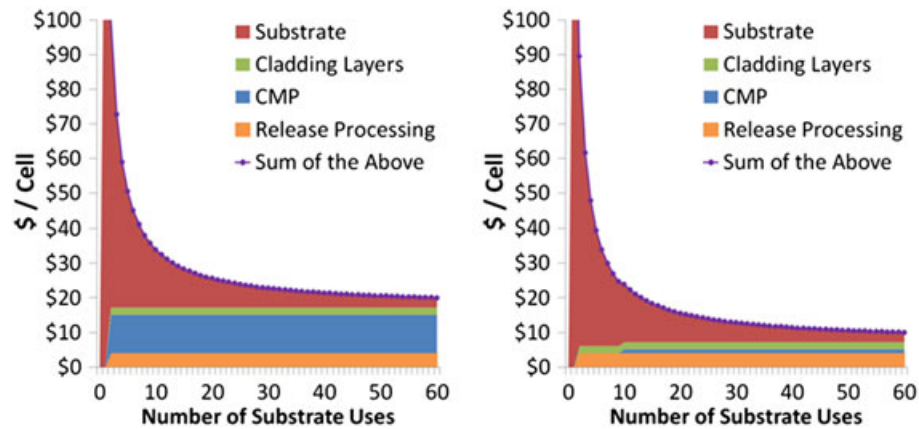 $100
$90
$80
$70
$60
$50
$40
$30
$20
$10
$0
$ / Cell
Substrate
Cladding Layers
CMP
Release Processing
Sum of the Above
0 10 20 30 40 50 60
Number of Substrate Uses
$100
$90
$80
$70
$60
$50
$40
$30
$20
$10
$0
$ / Cell
Substrate
Cladding Layers
CMP
Release Processing
Sum of the Above
0 10 20 30 40 50 60
Number of Substrate Uses